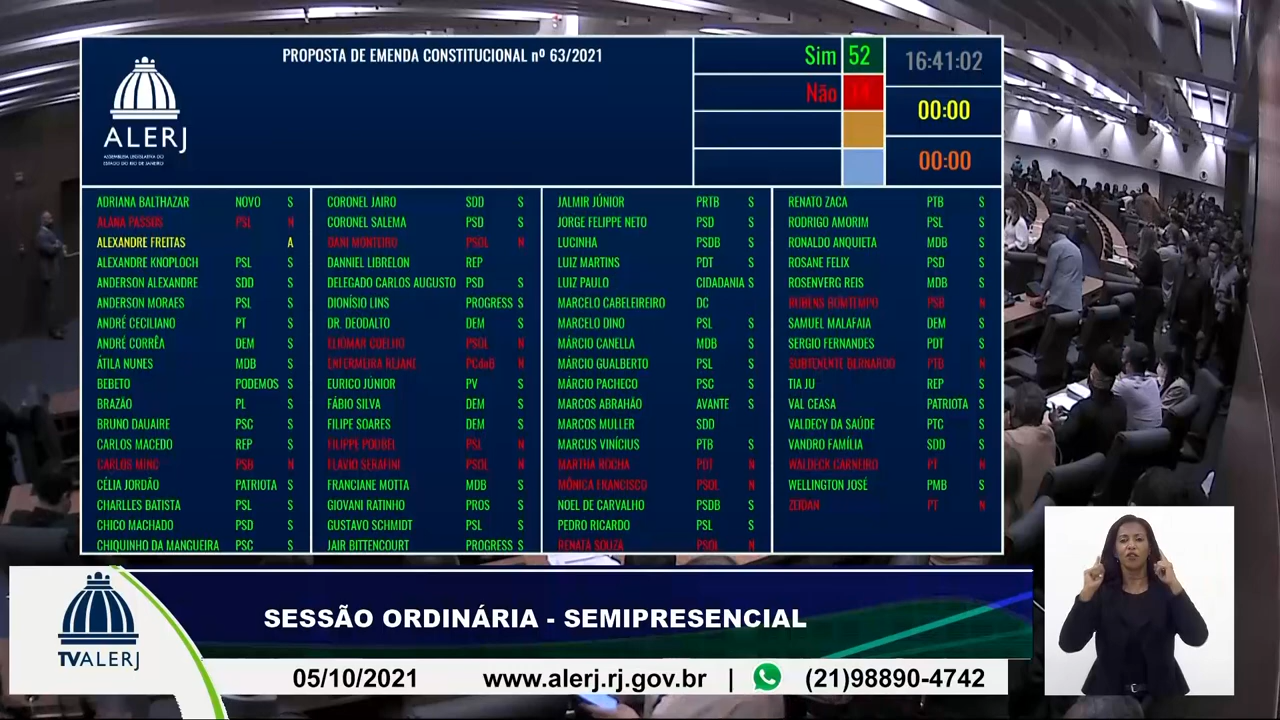 PROPOSTA DE EMENDA CONSTITUCIONAL nº 63/2021
ALERJ
ASSEMBLEIA LEGISLATIVA DO
ESTADO DO RIO DE JANEIRO
Sim 52
Não
16:41:02
00:00
00:00
ADRIANA BALTHAZAR NOVO S
ALANA PASSOS PSL N
ALEXANDRE FREITAS A
ALEXANDRE KNOPLOCH PSL S
ANDERSON ALEXANDRE SDD S
ANDERSON MORAES PSL S
ANDRÉ CECILIANO PT S
ANDRÉ CORRÊA DEM S
ÁTILA NUNES MDB S
BEBETO PODEMOS S
BRAZÃO PL S
BRUNO DAUAIRE PSC S
CARLOS MACEDO REP S
CARLOS MINC PSB N
CÉLIA JORDÃO PATRIOTA S
CHARLLES BATISTA PSL S
CHICO MACHADO PSD S
CHIQUINHO DA MANGUEIRA PSC S
CORONEL JAIRO SDD S
CORONEL SALEMA PSD S
DANI MONTEIRO PSOL N
DANNIEL LIBRELON REP
DELEGADO CARLOS AUGUSTO PSD S
DIONÍSIO LINS PROGRESS S
DR. DEODALTO DEM S
ELIOMAR COELHO PSOL N
ENFERMEIRA REJANE PCdoB N
EURICO JÚNIOR PV S
FÁBIO SILVA DEM S
FILIPE SOARES DEM S
FILIPPE POUBEL PSL N
FLAVIO SERAFINI PSOL N
FRANCIANE MOTTA MDB S
GIOVANI RATINHO PROS S
GUSTAVO SCHMIDT PSL S
JAIR BITTENCOURT PROGRESS S
JALMIR JÚNIOR PRTB S
JORGE FELIPPE NETO PSD S
LUCINHA PSDB S
LUIZ MARTINS PDT S
LUIZ PAULO CIDADANIA S
MARCELO CABELEIREIRO DC
MARCELO DINO PSL S
MÁRCIO CANELLA MDB S
MÁRCIO GUALBERTO PSL S
MÁRCIO PACHECO PSC S
MARCOS ABRAHÃO AVANTE S
MARCOS MULLER SDD
MARCUS VINÍCIUS PTB S
MARTHA ROCHA PDT N
MÔNICA FRANCISCO PSOL N
NOEL DE CARVALHO PSDB S
PEDRO RICARDO PSL S
RENATA SOUZA PSOL N
RENATO ZACA PTB S
RODRIGO AMORIM PSL S
RONALDO ANQUIETA MDB S
ROSANE FELIX PSD S
ROSENVERG REIS MDB S
RUBENS BOMTEMPO PSB N
SAMUEL MALAFAIA DEM S
SERGIO FERNANDES PDT S
SUBTENENTE BERNARDO PTB N
TIA JU REP S
VAL CEASA PATRIOTA S
VALDECY DA SAÚDE PTC S
VANDRO FAMÍLIA SDD S
WALDECK CARNEIRO PT N
WELLINGTON JOSÉ PMB S
ZEIDAN PT N
TVALERJ
SESSÃO ORDINÁRIA - SEMIPRESENCIAL
05/10/2021 www.alerj.rj.gov.br | (21)98890-4742